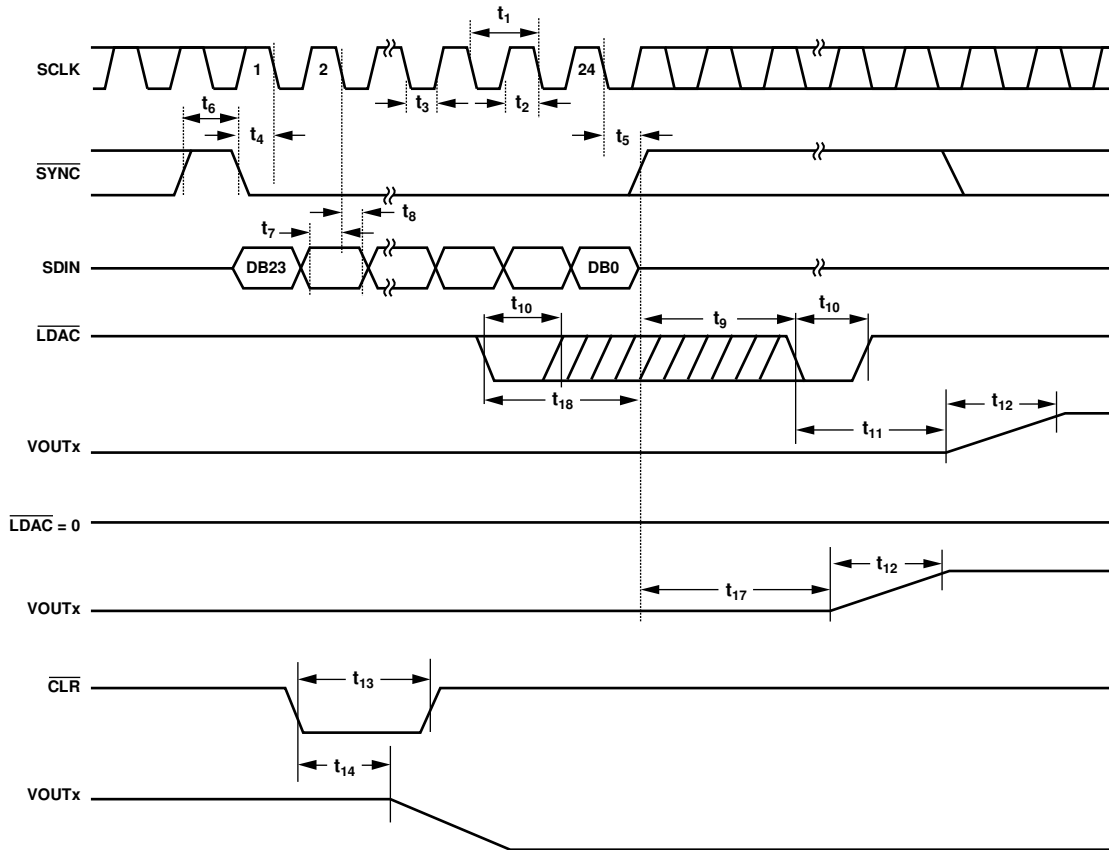 t1
SCLK
1
2
24
t3
t2
t6
t4
t5
SYNC
t8
t7
SDIN
DB23
DB0
t10
t9
t10
LDAC
t18
t12
t11
VOUTx
LDAC = 0
t12
t17
VOUTx
t13
CLR
t14
VOUTx